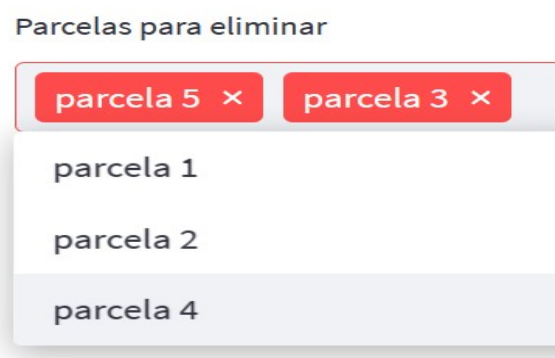 Parcelas para eliminar
parcela 5 × parcela 3 ×
parcela 1
parcela 2
parcela 4